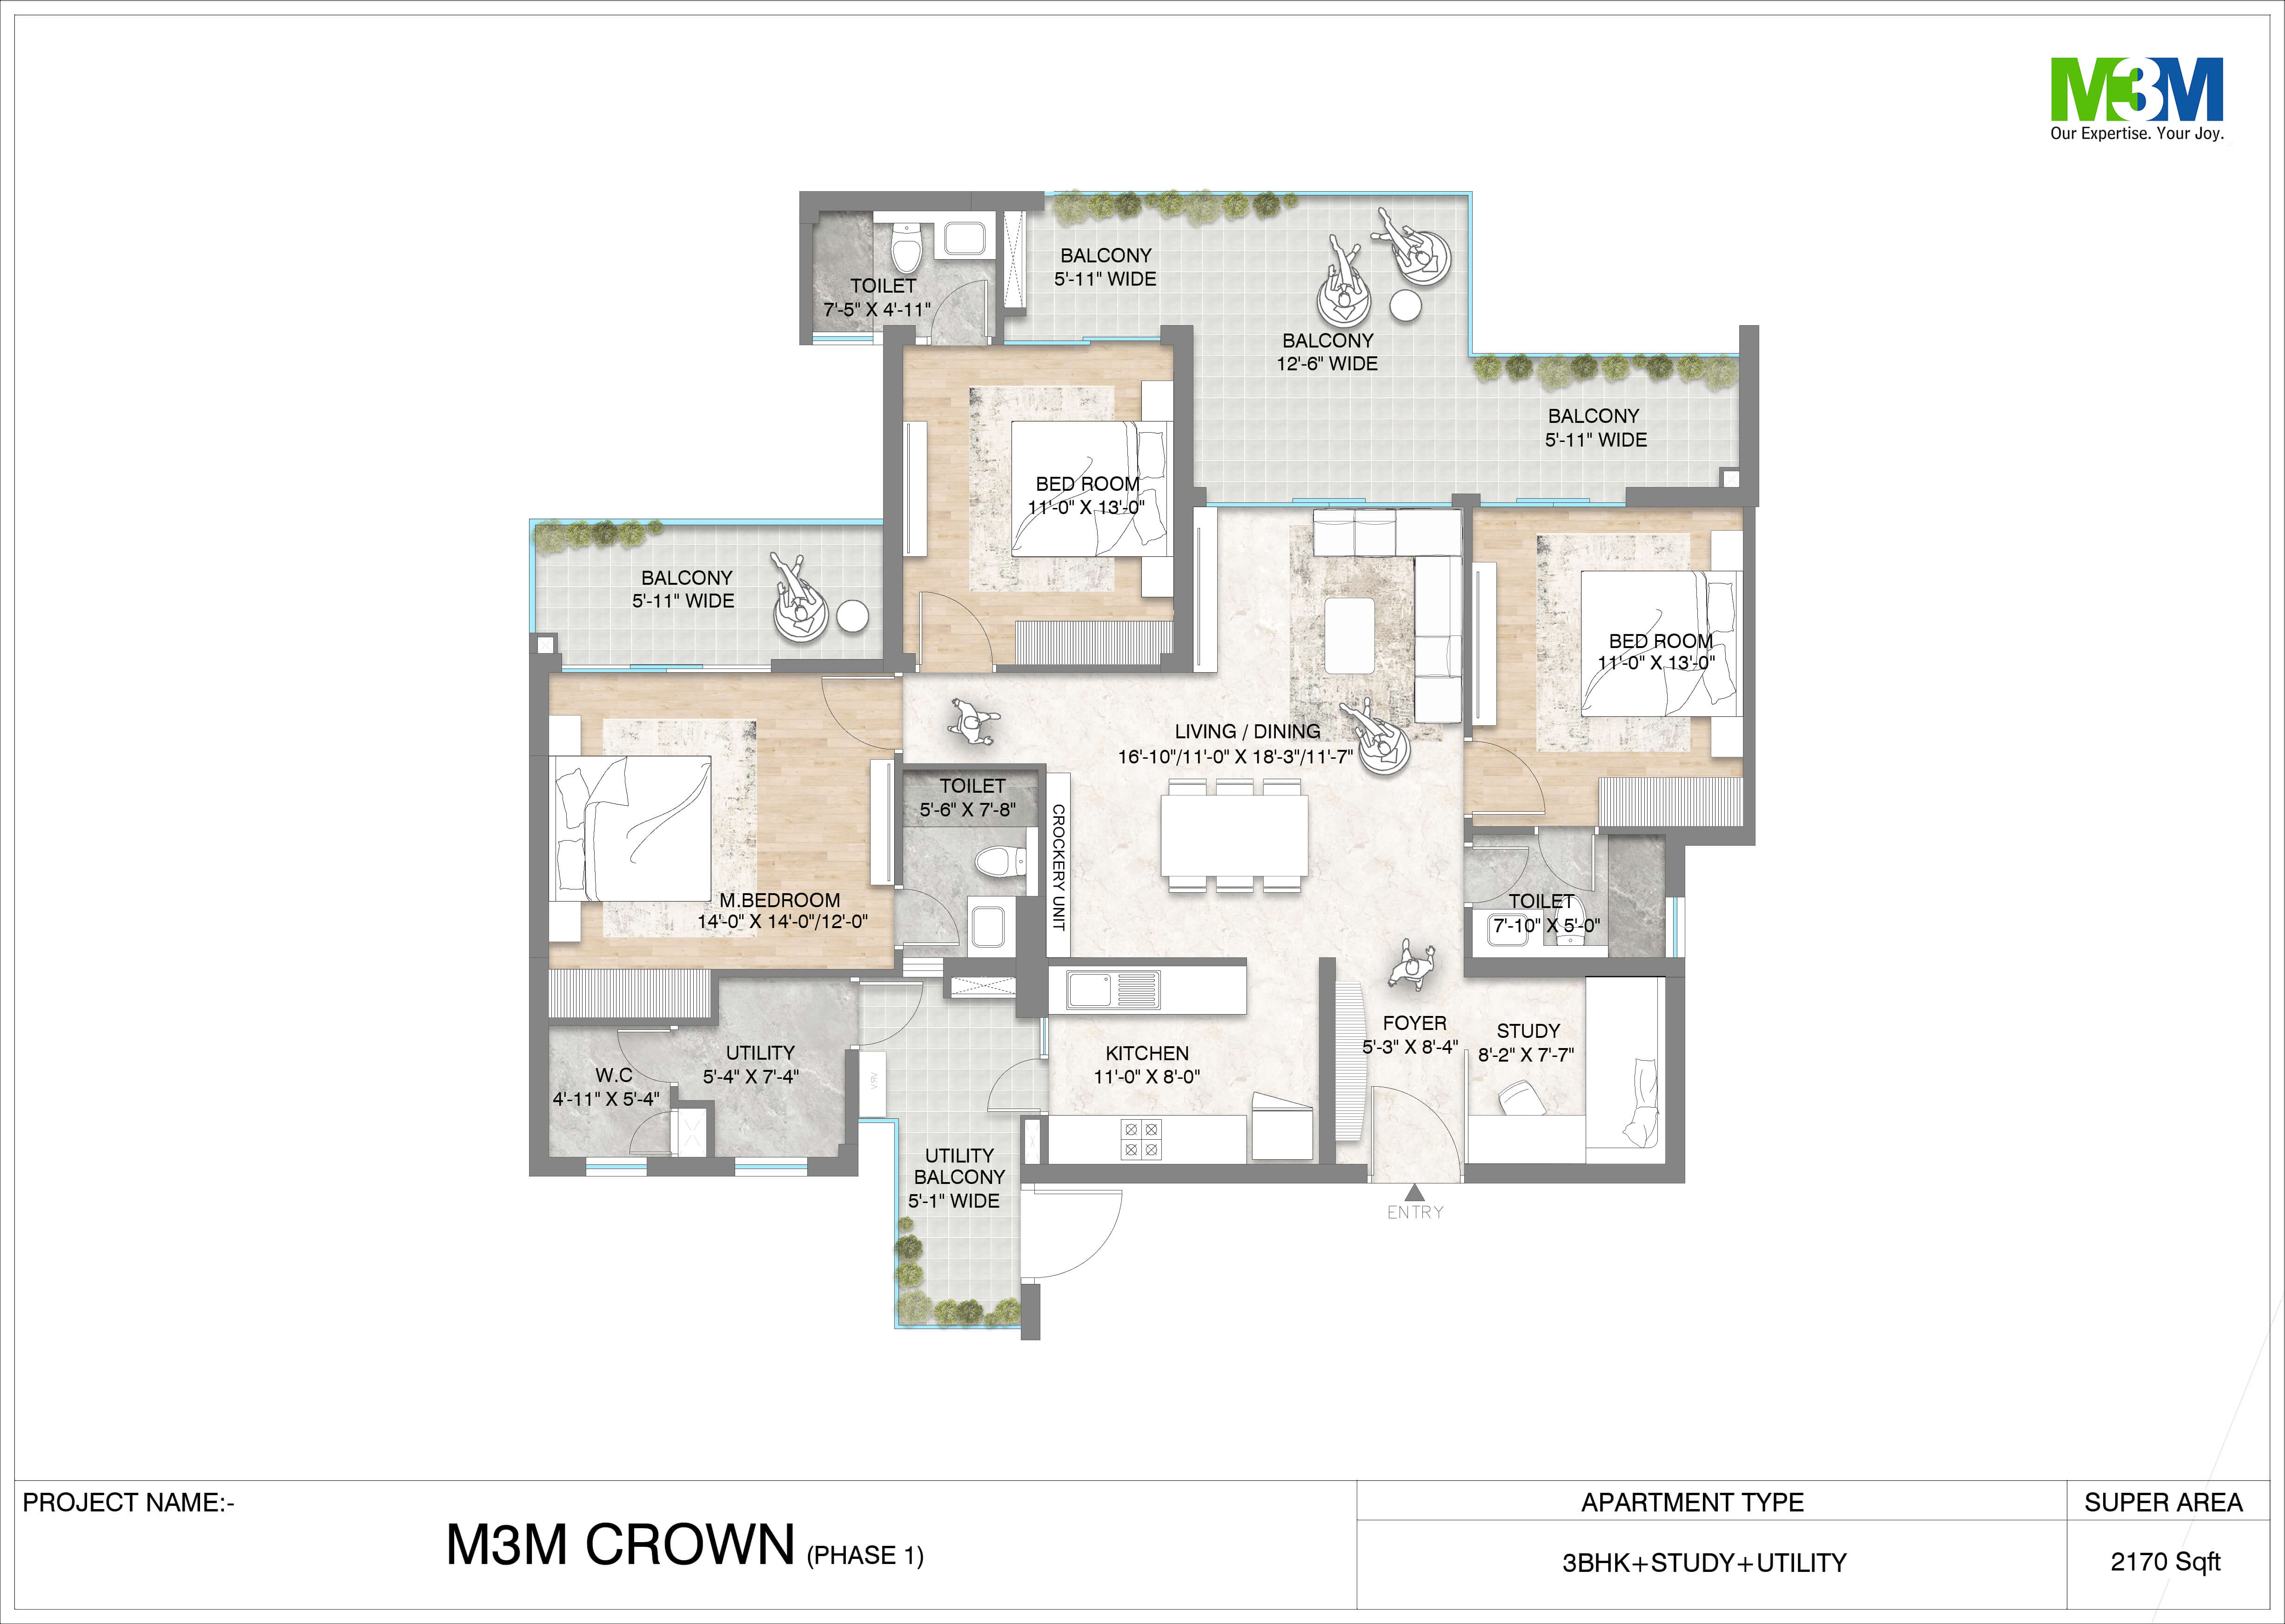 M3M
Our Expertise. Your Joy.
TOILET
7'-5" X 4'-11"
BALCONY
5'-11" WIDE
BALCONY
12'-6" WIDE
BALCONY
5'-11" WIDE
BED ROOM
11'-0" X 13'-0"
BALCONY
5'-11" WIDE
BED ROOM
11'-0" X 13'-0"
LIVING / DINING
16'-10"/11'-0" X 18'-3"/11'-7"
TOILET
5'-6" X 7'-8"
CROCKERY UNIT
M.BEDROOM
14'-0" X 14'-0"/12'-0"
TOILET
7'-10" X 5'-0"
FOYER
5'-3" X 8'-4"
STUDY
8'-2" X 7'-7"
KITCHEN
11'-0" X 8'-0"
UTILITY
5'-4" X 7'-4"
W.C
4'-11" X 5'-4"
VRV
UTILITY
BALCONY
5'-1" WIDE
ENTRY
PROJECT NAME:-
M3M CROWN (PHASE 1)
APARTMENT TYPE
3BHK+STUDY+UTILITY
SUPER AREA
2170 Sqft